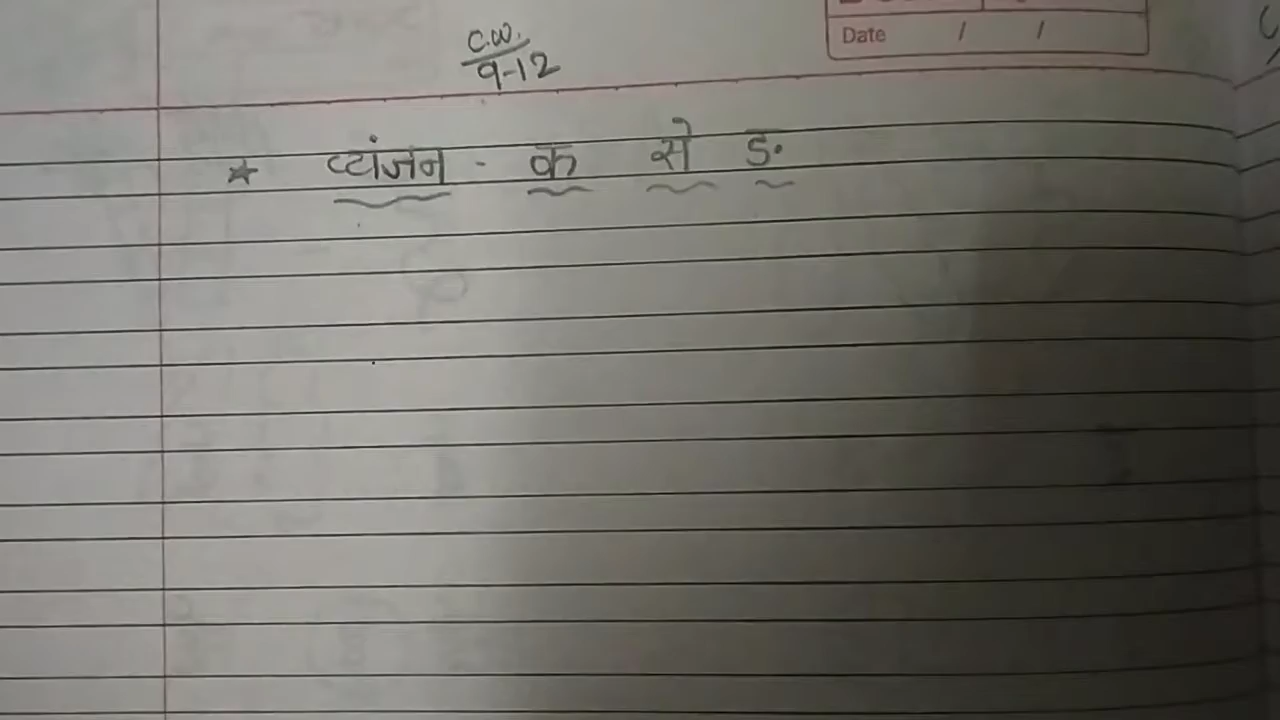 C.W.
9-12
Date / /
* व्यंजन - क से ङ